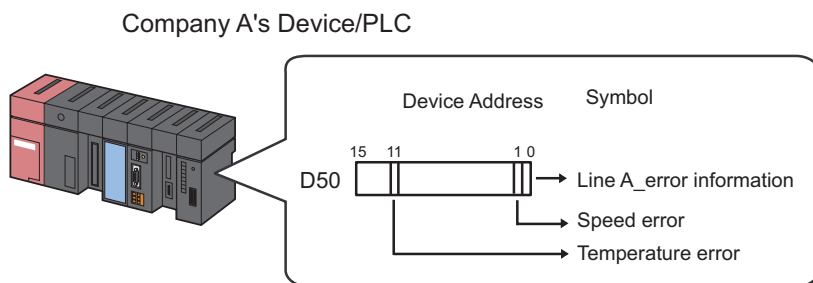 Company A's Device/PLC
Device Address Symbol
15 11 1 0
D50 Line A_error information
Speed error
Temperature error